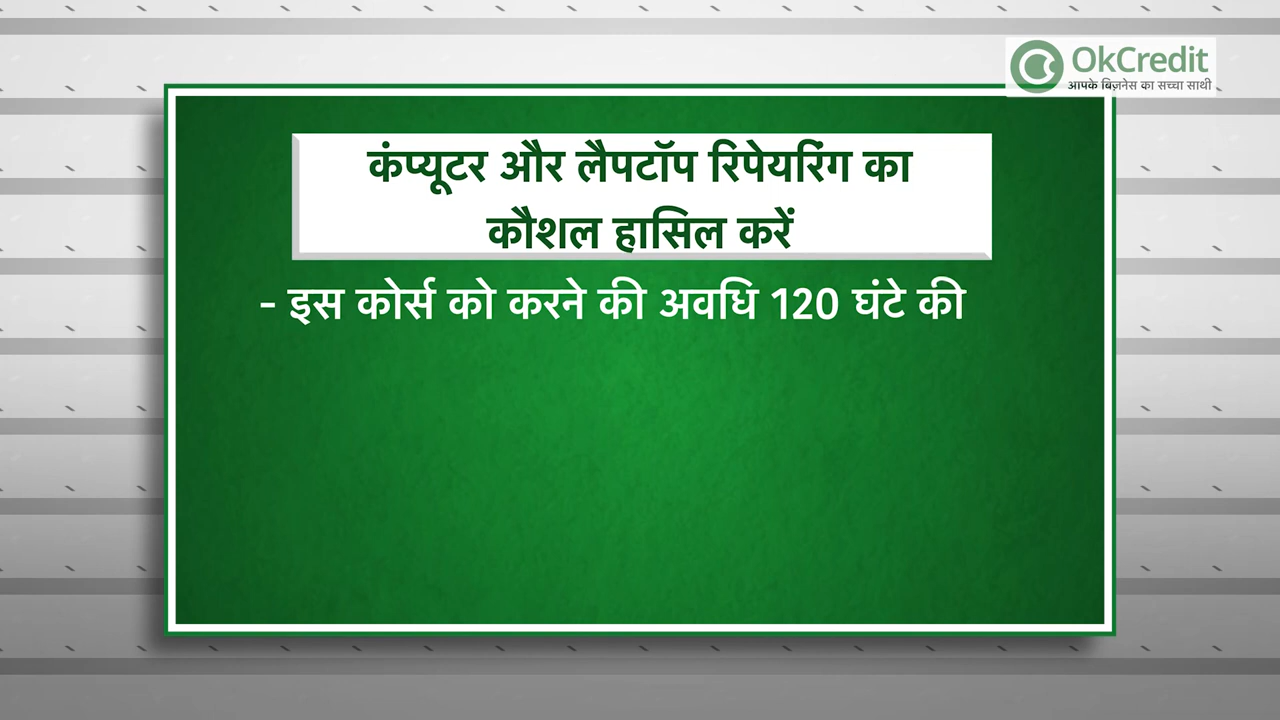 OkCredit
आपके बिज़नेस का सच्चा साथी
कंप्यूटर और लैपटॉप रिपेयरिंग का
कौशल हासिल करें
- इस कोर्स को करने की अवधि 120 घंटे की